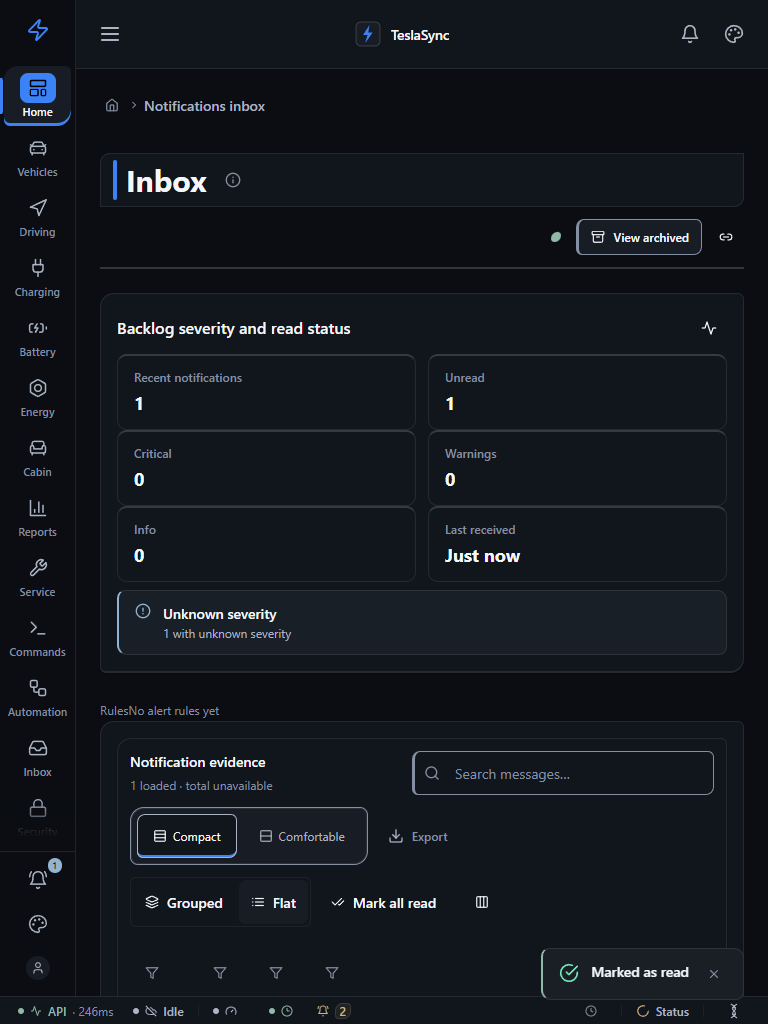 TeslaSync
Home
Vehicles
Driving
Charging
Battery
Energy
Cabin
Reports
Service
Commands
Automation
Inbox
Security
1
Notifications inbox
Inbox
View archived
Backlog severity and read status
Recent notifications
1
Unread
1
Critical
0
Warnings
0
Info
0
Last received
Just now
Unknown severity
1 with unknown severity
RulesNo alert rules yet
Notification evidence
1 loaded · total unavailable
Search messages...
Compact
Comfortable
Export
Grouped
Flat
Mark all read
Marked as read
API · 246ms
Idle
2
Status